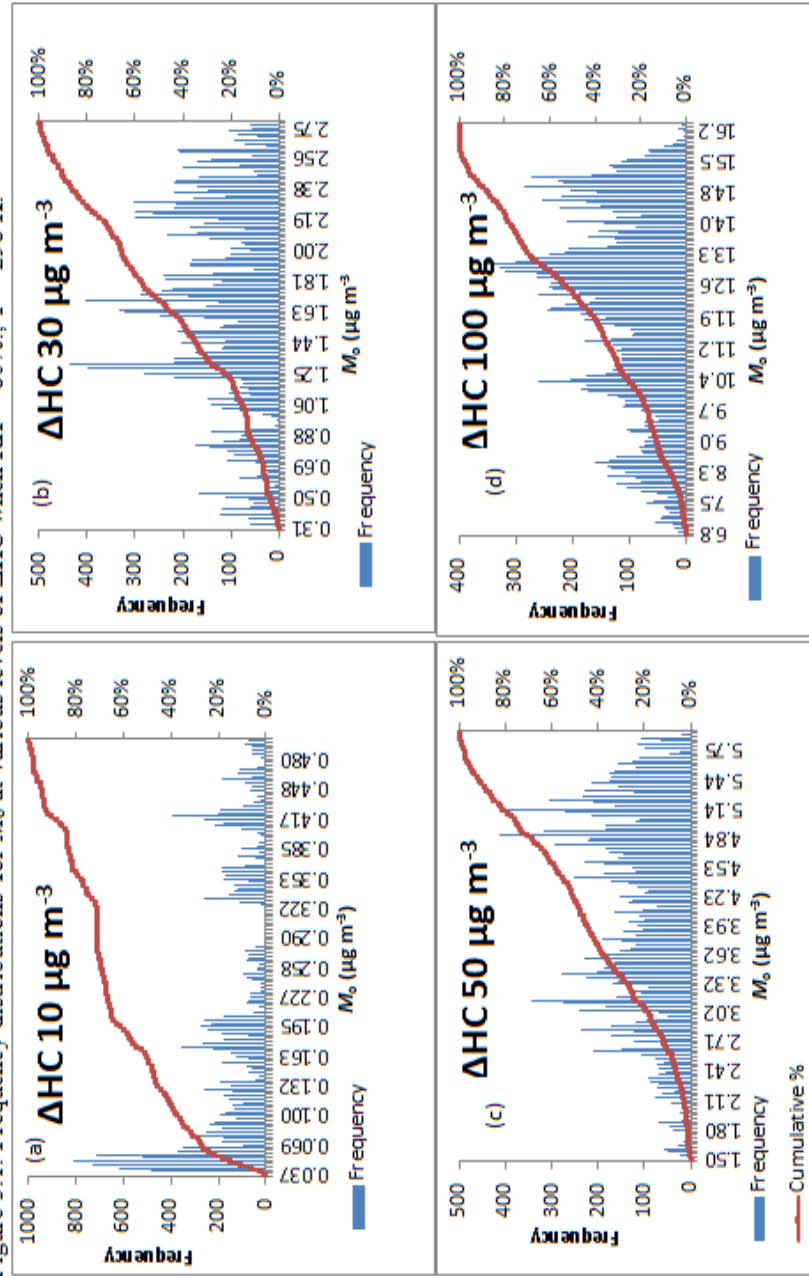 Frequency distributions for M₀ at various levels of ΔHC with
(a)
ΔHC 10 µg m⁻³
Frequency
1000
800
600
400
200
0
100%
80%
60%
40%
20%
0%
0.037 0.069 0.100 0.132 0.163 0.195 0.227 0.258 0.290 0.322 0.353 0.385 0.417 0.448 0.480
Mₒ (µg m⁻³)
Frequency
(b)
ΔHC 30 µg m⁻³
Frequency
500
400
300
200
100
0
100%
80%
60%
40%
20%
0%
0.31 0.50 0.69 0.88 1.06 1.25 1.44 1.63 1.81 2.00 2.19 2.38 2.56 2.75
Mₒ (µg m⁻³
Frequency
(c)
ΔHC 50 µg m⁻³
Frequency
500
400
300
200
100
0
100%
80%
60%
40%
20%
0%
1.50 1.80 2.11 2.41 2.71 3.02 3.32 3.62 3.93 4.23 4.53 4.84 5.14 5.44 5.75
Mₒ (µg m⁻³)
Frequency
Cumulative %
(d)
ΔHC 100 µg m⁻³
Frequency
400
300
200
100
0
100%
80%
60%
40%
20%
0%
6.8 7.5 8.3 9.0 9.7 10.4 11.2 11.9 12.6 13.3 14.0 14.8 15.5 16.2
Mₒ (µg m⁻³)
Frequency